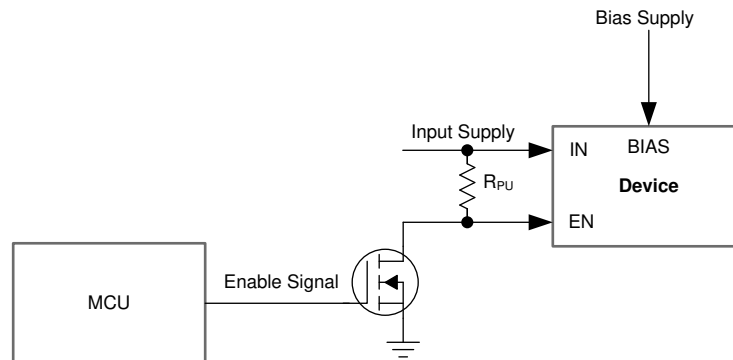 Bias Supply
Input Supply
IN
BIAS
Device
RPU
EN
Enable Signal
MCU